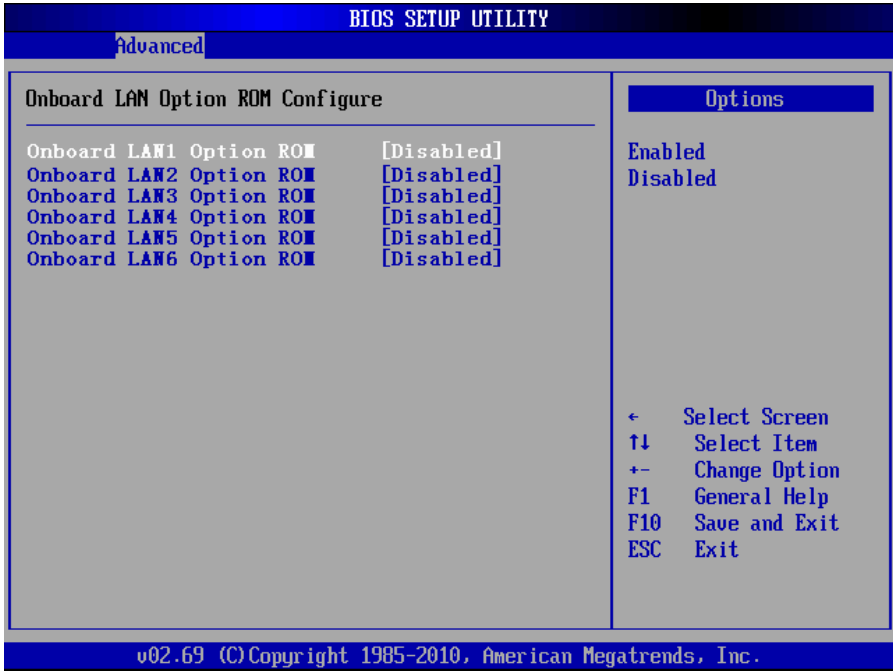 BIOS SETUP UTILITY
Advanced
Onboard LAN Option ROM Configure
Onboard LAN1 Option ROM [Disabled]
Onboard LAN2 Option ROM [Disabled]
Onboard LAN3 Option ROM [Disabled]
Onboard LAN4 Option ROM [Disabled]
Onboard LAN5 Option ROM [Disabled]
Onboard LAN6 Option ROM [Disabled]
Options
Enabled
Disabled
← Select Screen
↑↓ Select Item
+- Change Option
F1 General Help
F10 Save and Exit
ESC Exit
v02.69 (C)Copyright 1985-2010, American Megatrends, Inc.